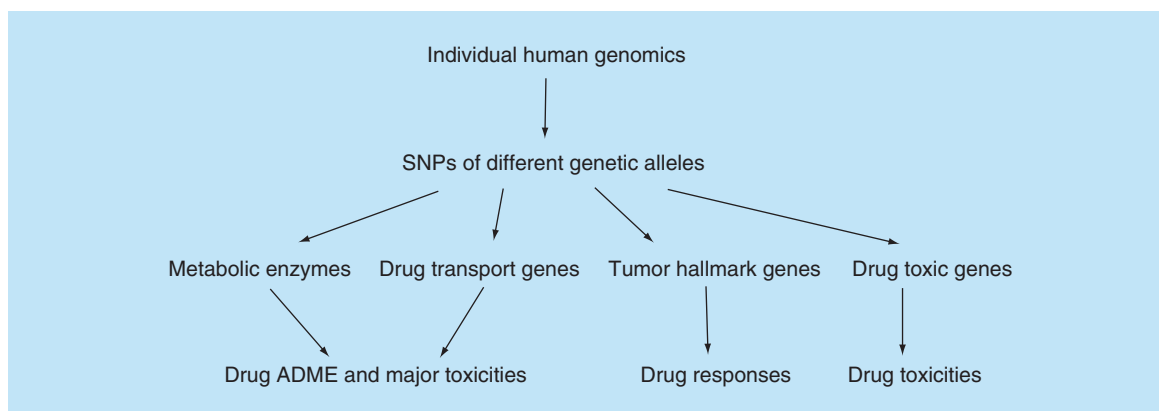 Individual human genomics
SNPs of different genetic alleles
Metabolic enzymes
Drug transport genes
Tumor hallmark genes
Drug toxic genes
Drug ADME and major toxicities
Drug responses
Drug toxicities